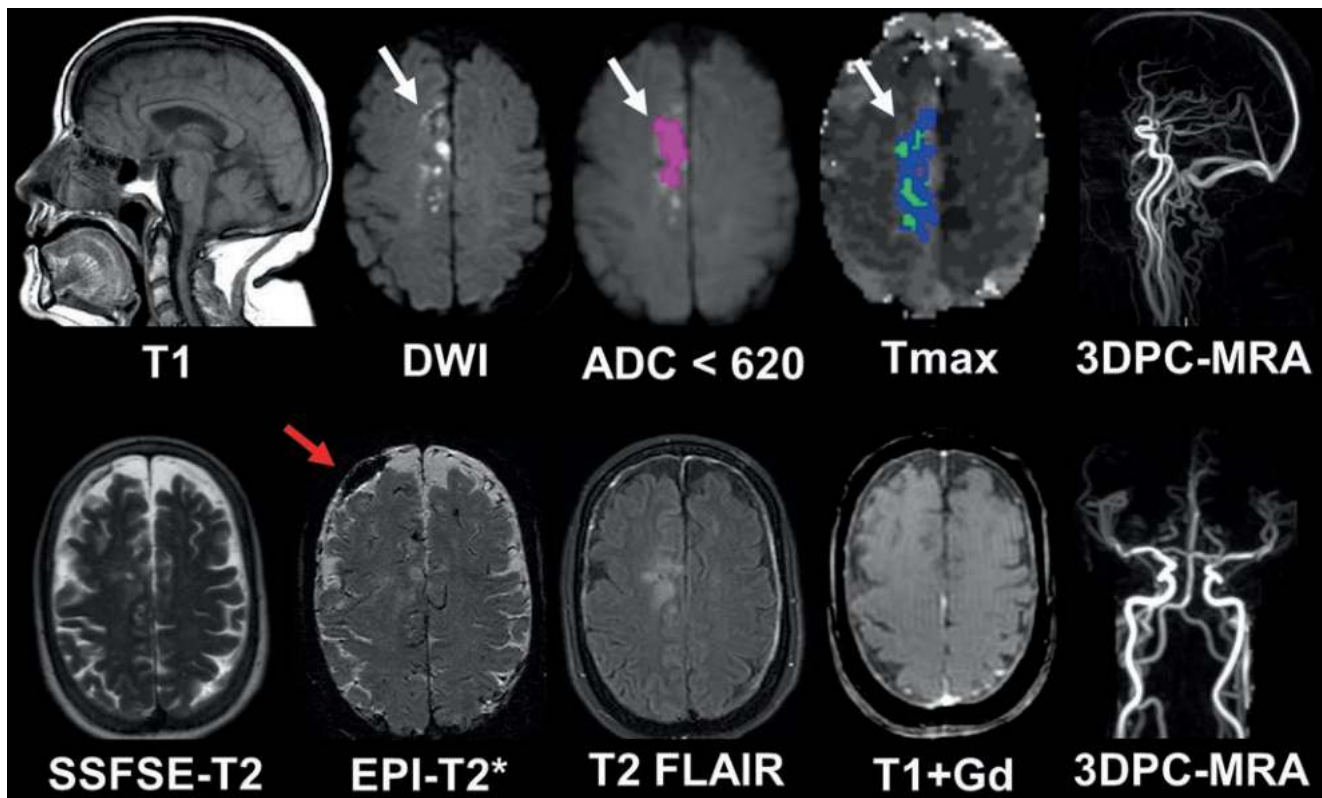 T1
DWI
ADC < 620
Tmax
3DPC-MRA
SSFSE-T2
EPI-T2*
T2 FLAIR
T1+Gd
3DPC-MRA